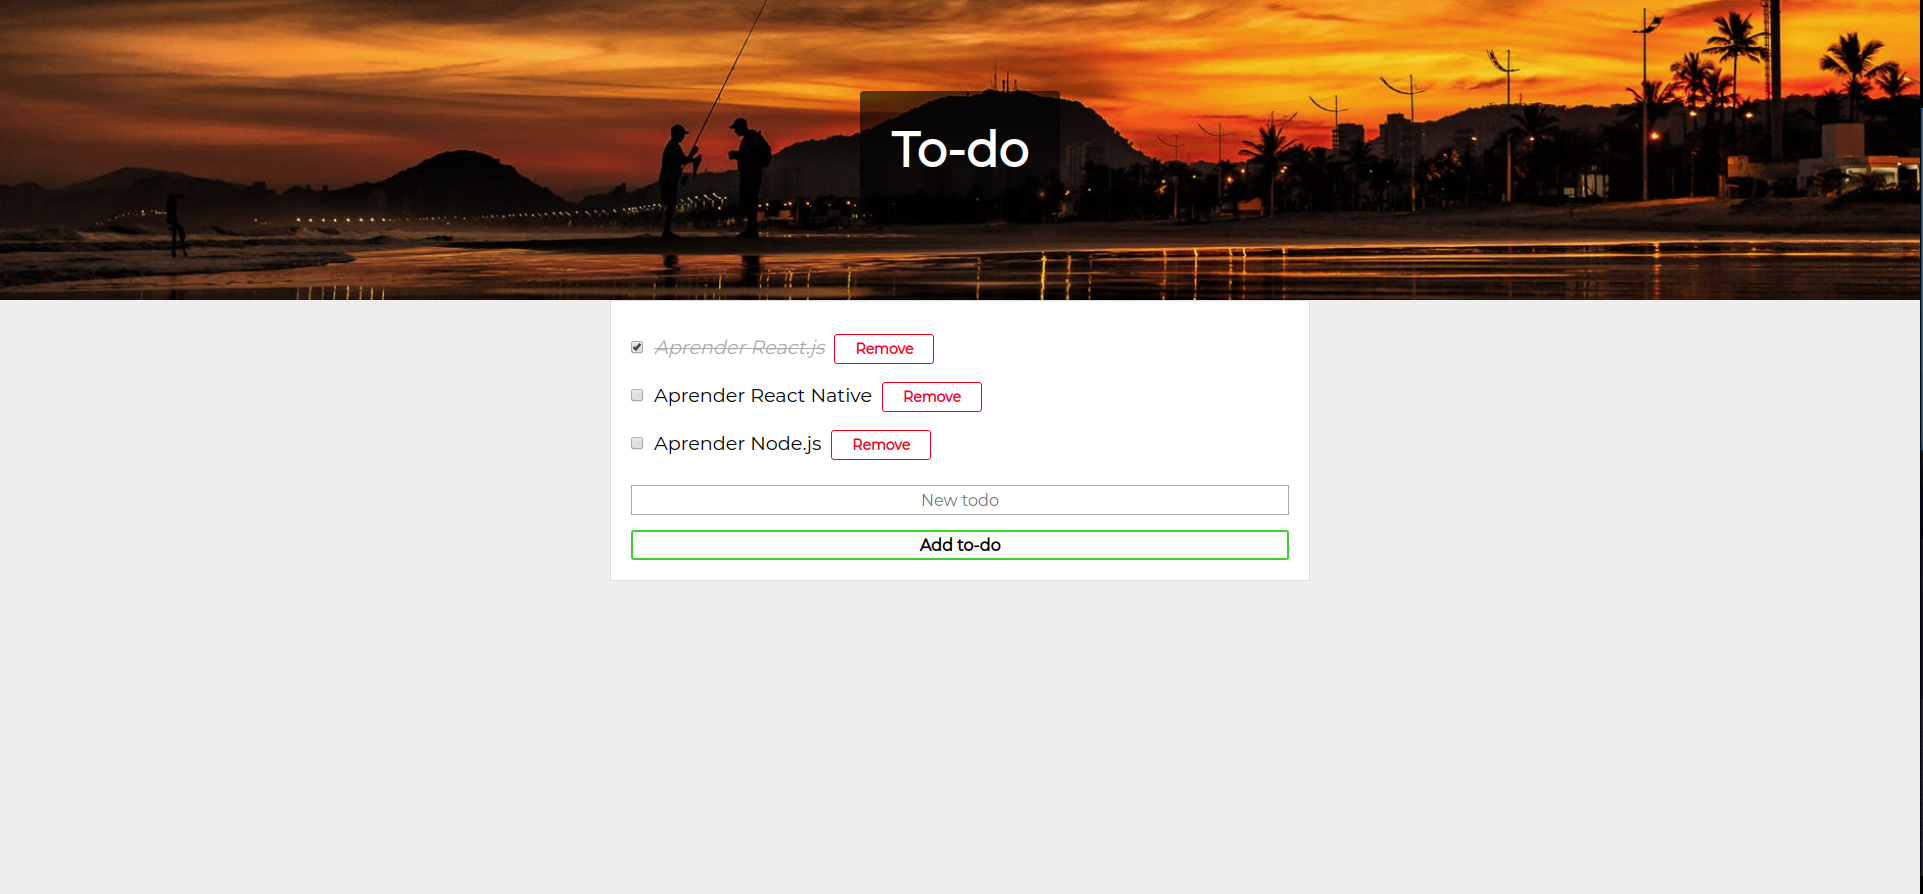 To-do
Aprender React.js Remove
Aprender React Native Remove
Aprender Node.js Remove
New todo
Add to-do